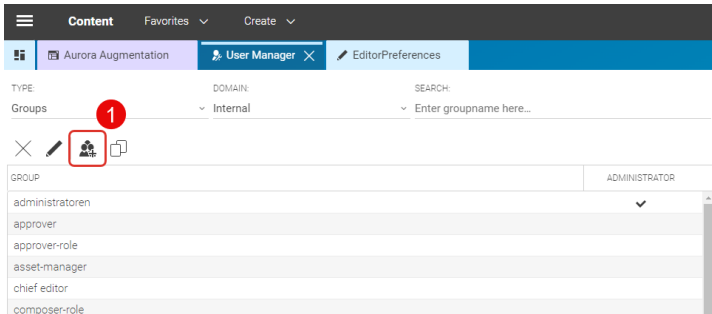 Content Favorites Create
Aurora Augmentation User Manager EditorPreferences
TYPE: DOMAIN: SEARCH:
Groups Internal Enter groupname here...
1
GROUP ADMINISTRATOR
administratoren
approver
approver-role
asset-manager
chief editor
composer-role